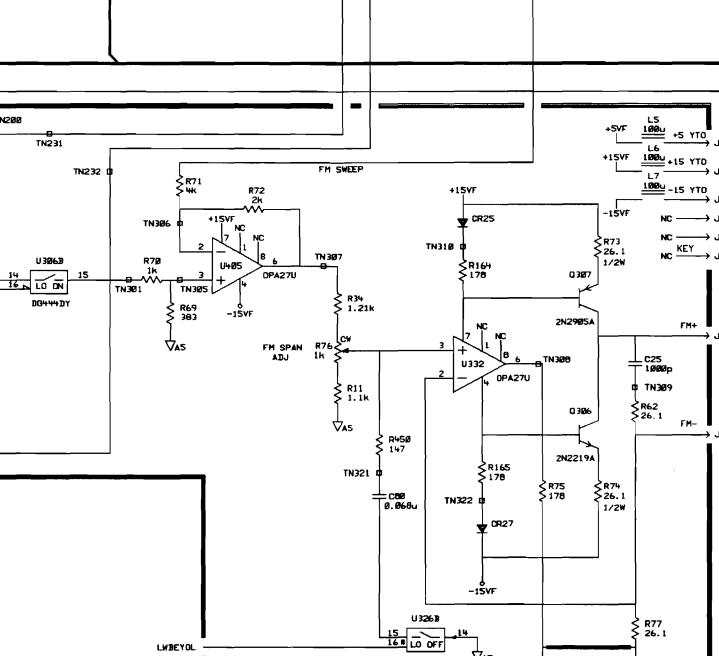 N200
TN231
TN232
FM SWEEP
R71
4k
R72
2k
TN306
+15VF
7
NC
1
NC
8
2
6
3
4
U405
OPA27U
-15VF
TN307
U306D
14
16
15
LO ON
DG444DY
R70
1k
TN301
TN305
R69
383
A5
R34
1.21k
FM SPAN
ADJ
R76
1k
CW
R11
1.1k
A5
R450
147
TN321
C80
0.068u
+15VF
CR25
TN310
R164
178
7
NC
1
NC
8
3
2
6
4
U332
OPA27U
TN308
R165
178
TN322
CR27
-15VF
R75
178
R73
26.1
1/2W
Q307
2N2905A
Q306
2N2219A
R74
26.1
1/2W
FM+
J
C25
1000p
TN309
R62
26.1
FM-
J
R77
26.1
L5
100u
+5VF
+5 YTO
J
L6
100u
+15VF
+15 YTO
J
L7
100u
-15VF
-15 YTO
J
NC
J
NC
J
KEY
NC
J
U326B
15
16
14
LO OFF
LWBEYOL